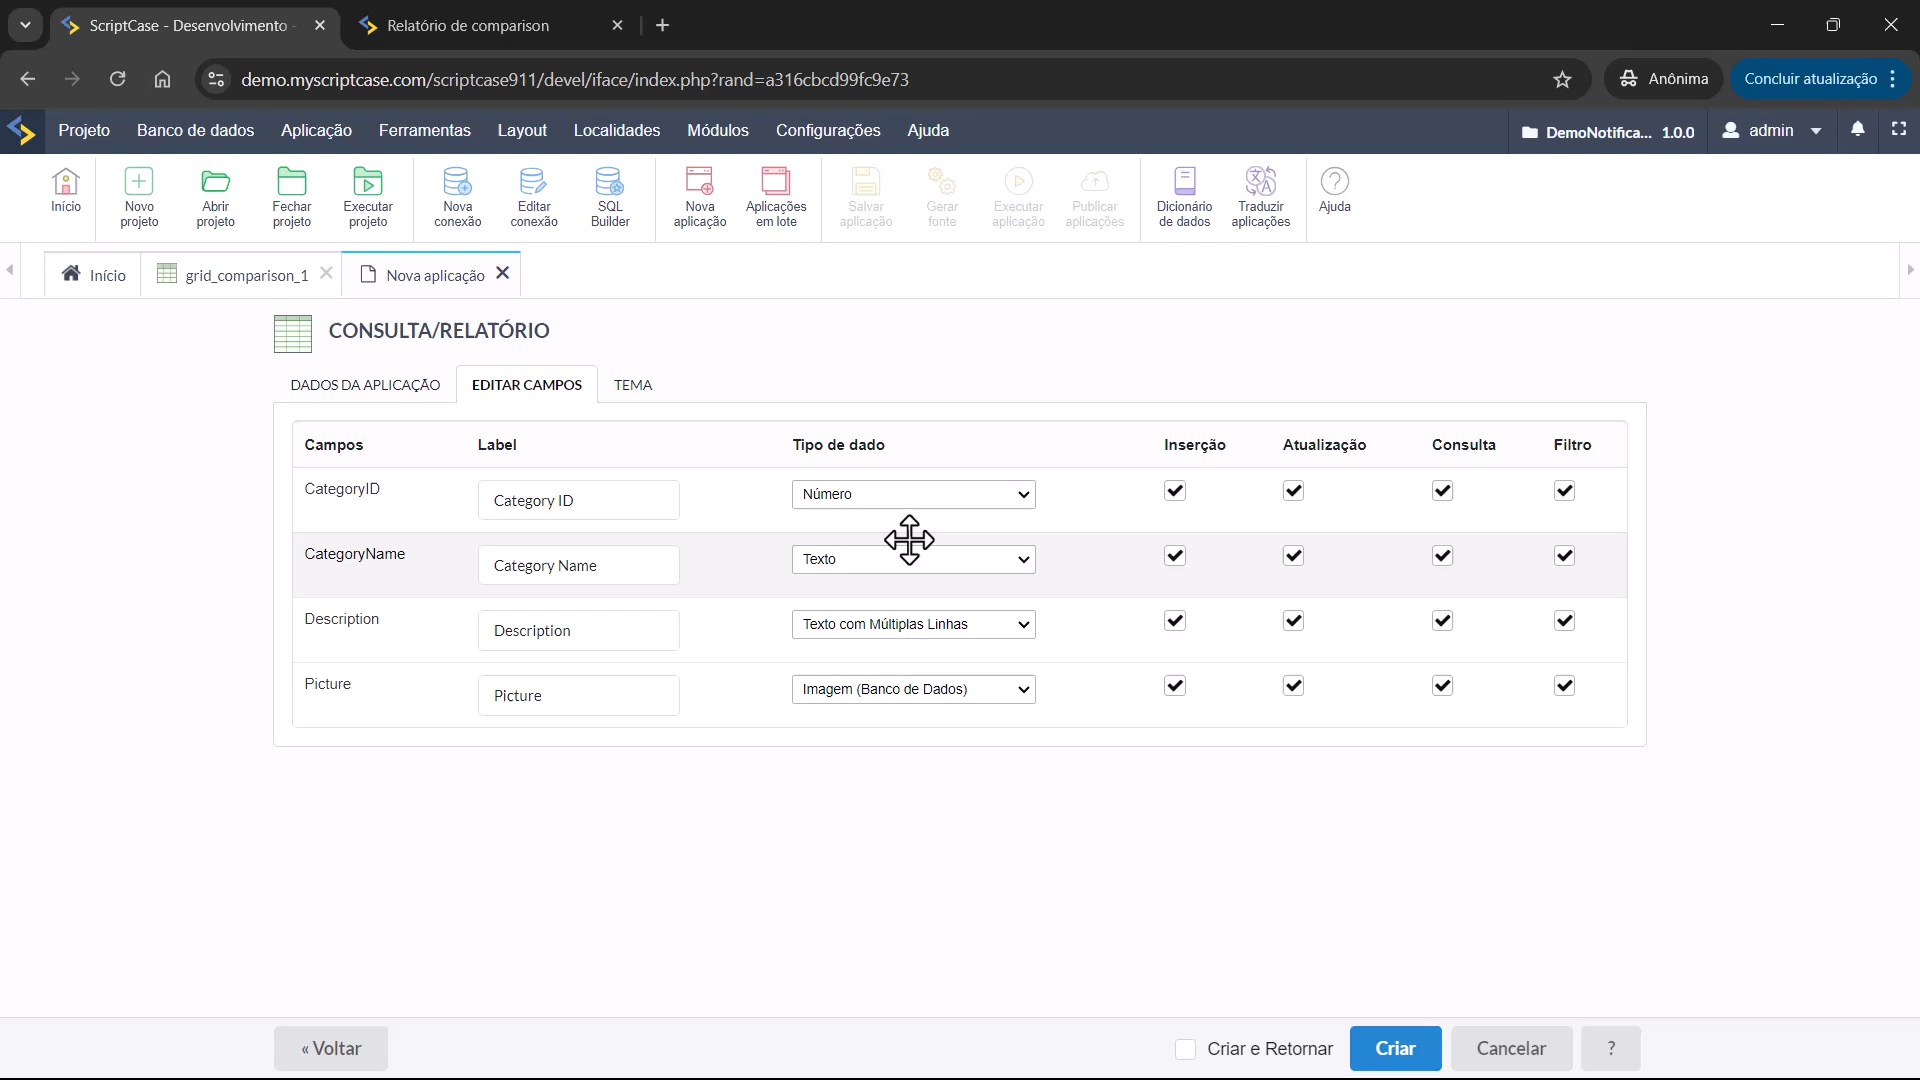 ScriptCase - Desenvolvimento -
Relatório de comparison
demo.myscriptcase.com/scriptcase911/devel/iface/index.php?rand=a316cbcd99fc9e73
Anônima
Concluir atualização
Projeto
Banco de dados
Aplicação
Ferramentas
Layout
Localidades
Módulos
Configurações
Ajuda
DemoNotifica... 1.0.0
admin
Início
Novo
projeto
Abrir
projeto
Fechar
projeto
Executar
projeto
Nova
conexão
Editar
conexão
SQL
Builder
Nova
aplicação
Aplicações
em lote
Salvar
aplicação
Gerar
fonte
Executar
aplicação
Publicar
aplicações
Dicionário
de dados
Traduzir
aplicações
Ajuda
Início
grid_comparison_1
Nova aplicação
CONSULTA/RELATÓRIO
DADOS DA APLICAÇÃO
EDITAR CAMPOS
TEMA
Campos Label Tipo de dado Inserção Atualização Consulta Filtro
CategoryID Category ID Número
CategoryName Category Name Texto
Description Description Texto com Múltiplas Linhas
Picture Picture Imagem (Banco de Dados)
« Voltar
Criar e Retornar
Criar
Cancelar
?